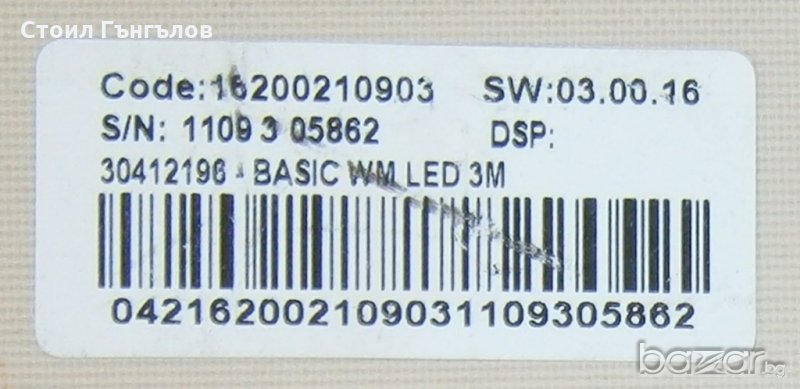 Стоил Гънгълов
Code:16200210903 SW:03.00.16
S/N: 1109 3 05862 DSP:
30412196 - BASIC WM LED 3M
042162002109031109305862
bazar.bg